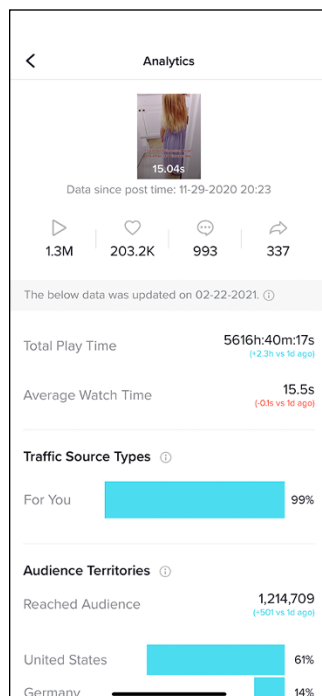 Analytics
15.04s
Data since post time: 11-29-2020 20:23
1.3M 203.2K 993 337
The below data was updated on 02-22-2021.
Total Play Time 5616h:40m:17s
(+2.3h vs 1d ago)
Average Watch Time 15.5s
(-0.1s vs 1d ago)
Traffic Source Types
For You 99%
Audience Territories
Reached Audience 1,214,709
(+501 vs 1d ago)
United States 61%
Germany 14%